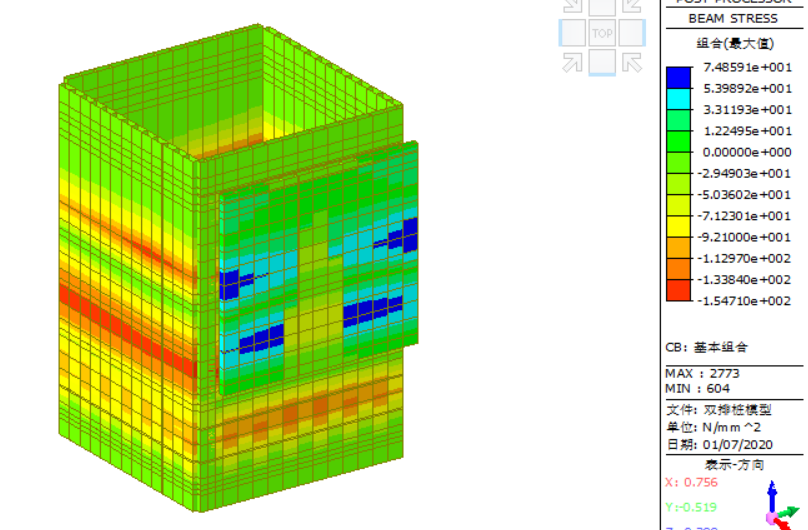 TOP
POST-PROCESSOR
BEAM STRESS
组合(最大值)
7.48591e+001
5.39892e+001
3.31193e+001
1.22495e+001
0.00000e+000
-2.94903e+001
-5.03602e+001
-7.12301e+001
-9.21000e+001
-1.12970e+002
-1.33840e+002
-1.54710e+002
CB: 基本组合
MAX : 2773
MIN : 604
文件: 双排桩模型
单位: N/mm^2
日期: 01/07/2020
表示-方向
X: 0.756
Y:-0.519